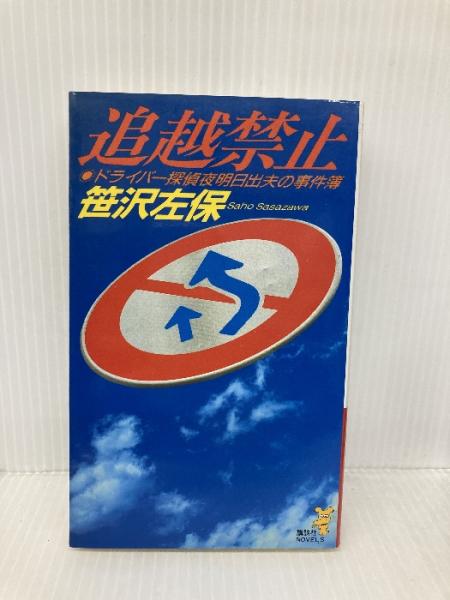 追越禁止
●ドライバー探偵夜明日出夫の事件簿
笹沢左保 Saho Sasazawa
講談社
NOVELS